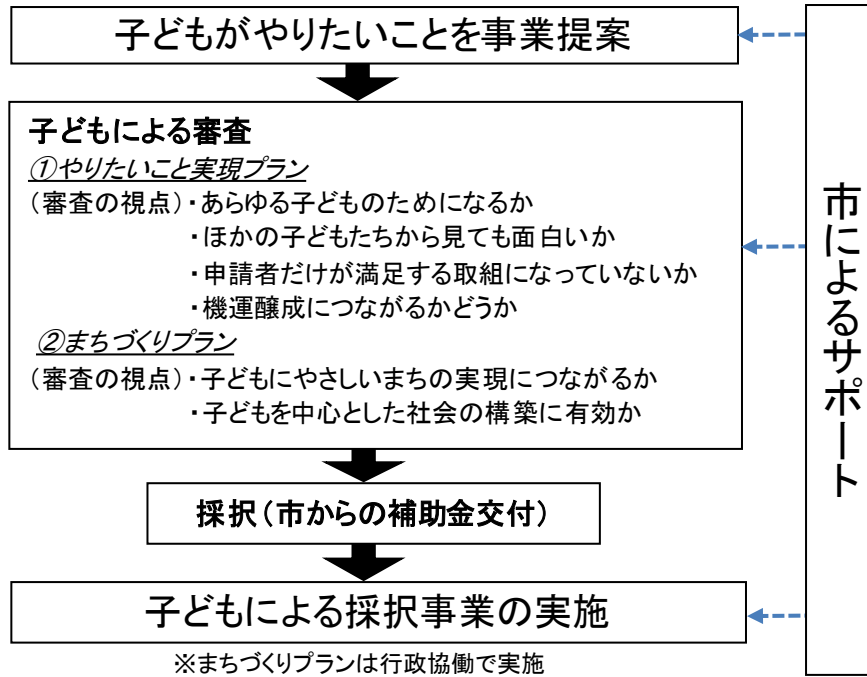 子どもがやりたいことを事業提案
子どもによる審査
①やりたいこと実現プラン
(審査の視点)・あらゆる子どものためになるか
・ほかの子どもたちから見ても面白いか
・申請者だけが満足する取組になっていないか
・機運醸成につながるかどうか
②まちづくりプラン
(審査の視点)・子どもにやさしいまちの実現につながるか
・子どもを中心とした社会の構築に有効か
採択(市からの補助金交付)
子どもによる採択事業の実施
※まちづくりプランは行政協働で実施
市によるサポート